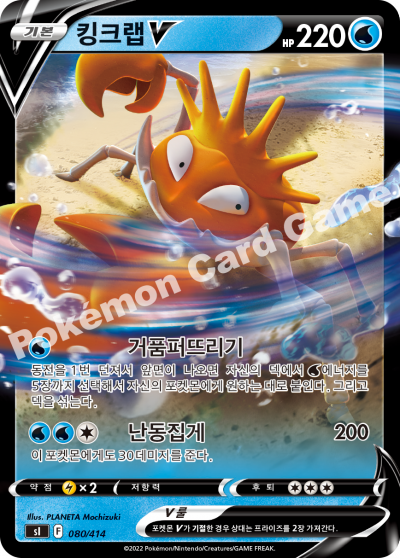 기본 킹크랩 V HP 220
Pokémon Card Game
거품퍼뜨리기
동전을 1번 던져서 앞면이 나오면 자신의 덱에서 에너지를
5장까지 선택해서 자신의 포켓몬에게 원하는 대로 붙인다. 그리고
덱을 섞는다.
난동집게 200
이 포켓몬에게도 30데미지를 준다.
약점 ×2 저항력 후퇴
Illus. PLANETA Mochizuki
V 룰
sI F 080/414
포켓몬 V가 기절한 경우 상대는 프라이즈를 2장 가져간다.
©2022 Pokémon/Nintendo/Creatures/GAME FREAK.